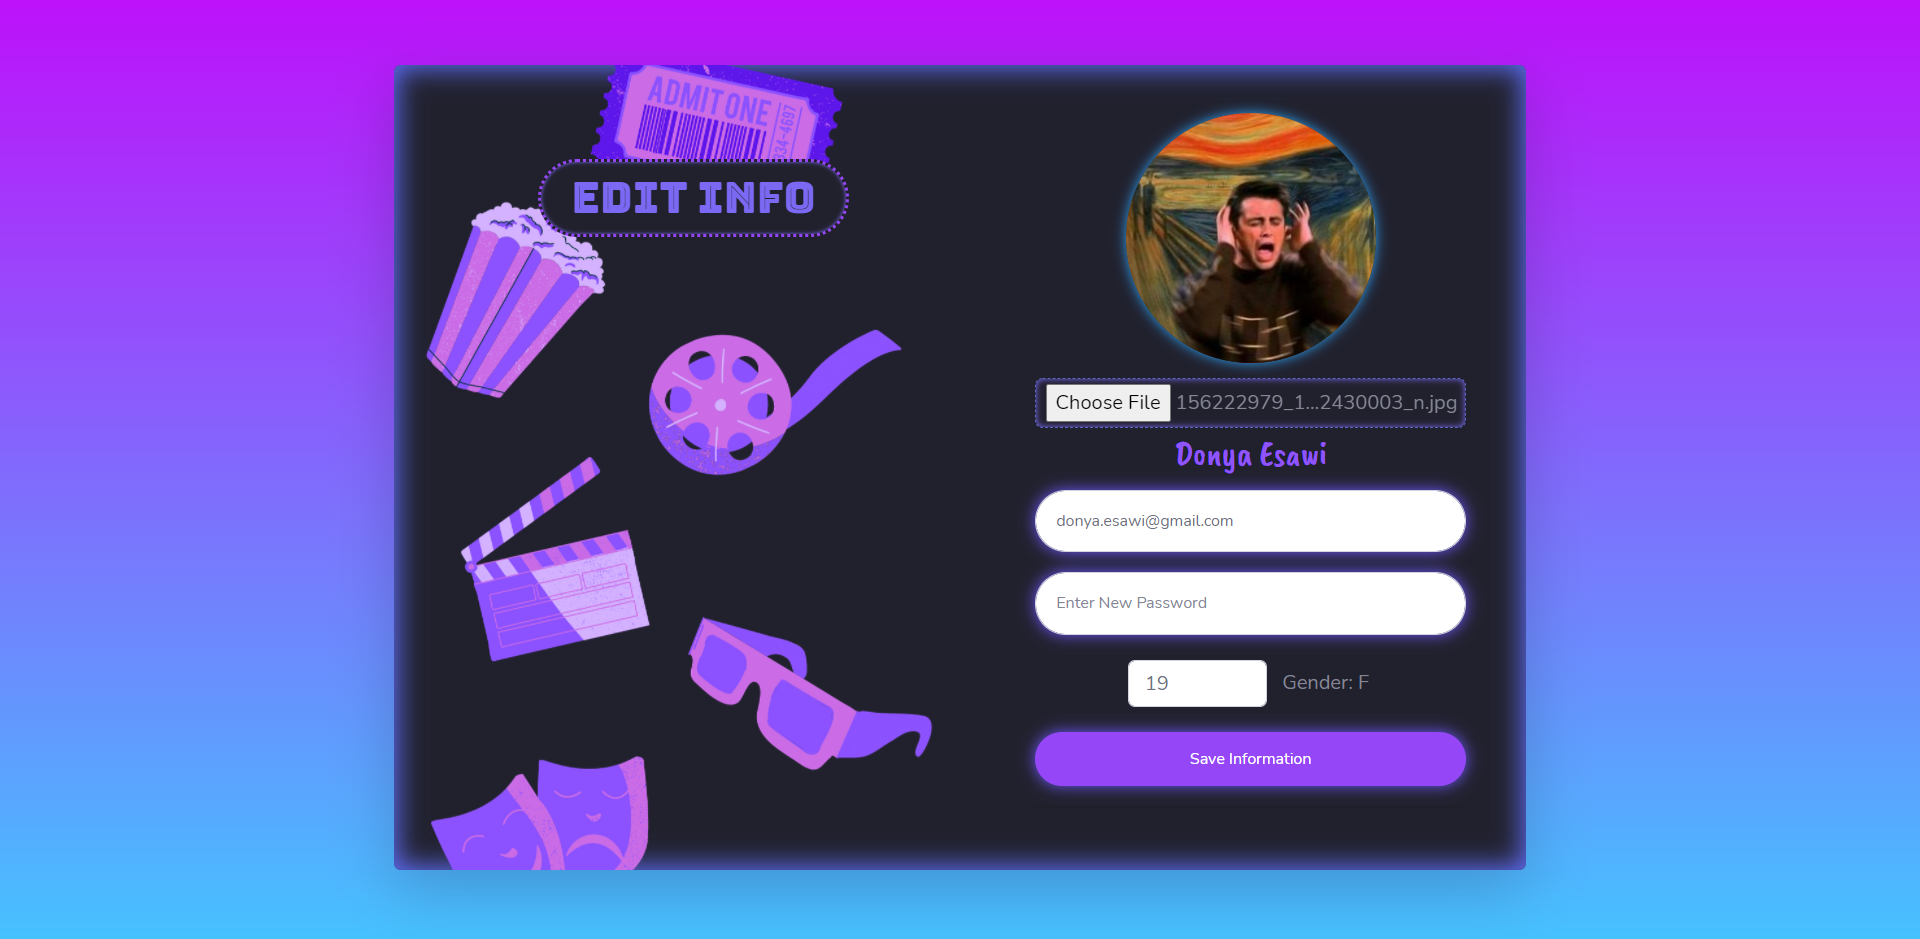 ADMIT ONE
34-4697
EDIT INFO
Choose File 156222979_1...2430003_n.jpg
Donya Esawi
donya.esawi@gmail.com
Enter New Password
19 Gender: F
Save Information